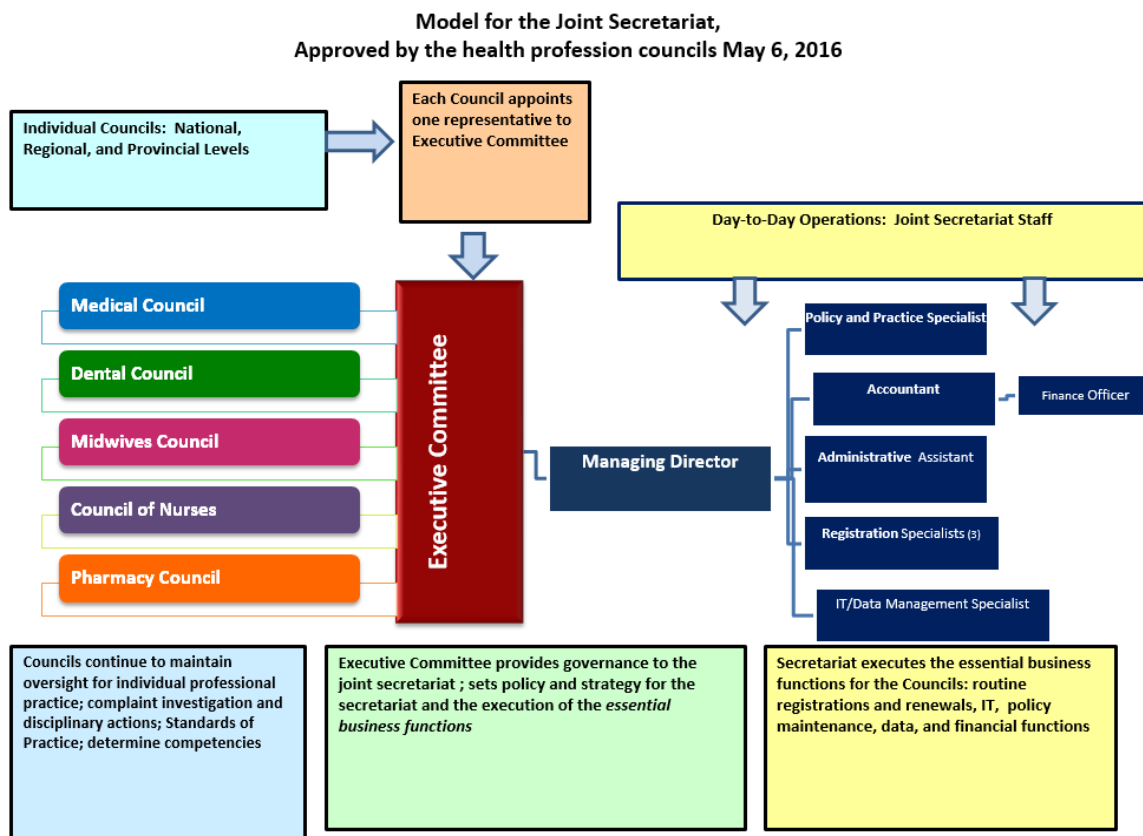 Model for the Joint Secretariat,
Approved by the health profession councils May 6, 2016
Individual Councils:  National,
Regional, and Provincial Levels
Each Council appoints
one representative to
Executive Committee
Day-to-Day Operations:  Joint Secretariat Staff
Medical Council
Dental Council
Midwives Council
Council of Nurses
Pharmacy Council
Executive Committee
Managing Director
Policy and Practice Specialist
Accountant
Finance Officer
Administrative Assistant
Registration Specialists (3)
IT/Data Management Specialist
Councils continue to maintain
oversight for individual professional
practice; complaint investigation and
disciplinary actions; Standards of
Practice; determine competencies
Executive Committee provides governance to the
joint secretariat ; sets policy and strategy for the
secretariat and the execution of the essential
business functions
Secretariat executes the essential business
functions for the Councils: routine
registrations and renewals, IT,  policy
maintenance, data, and financial functions